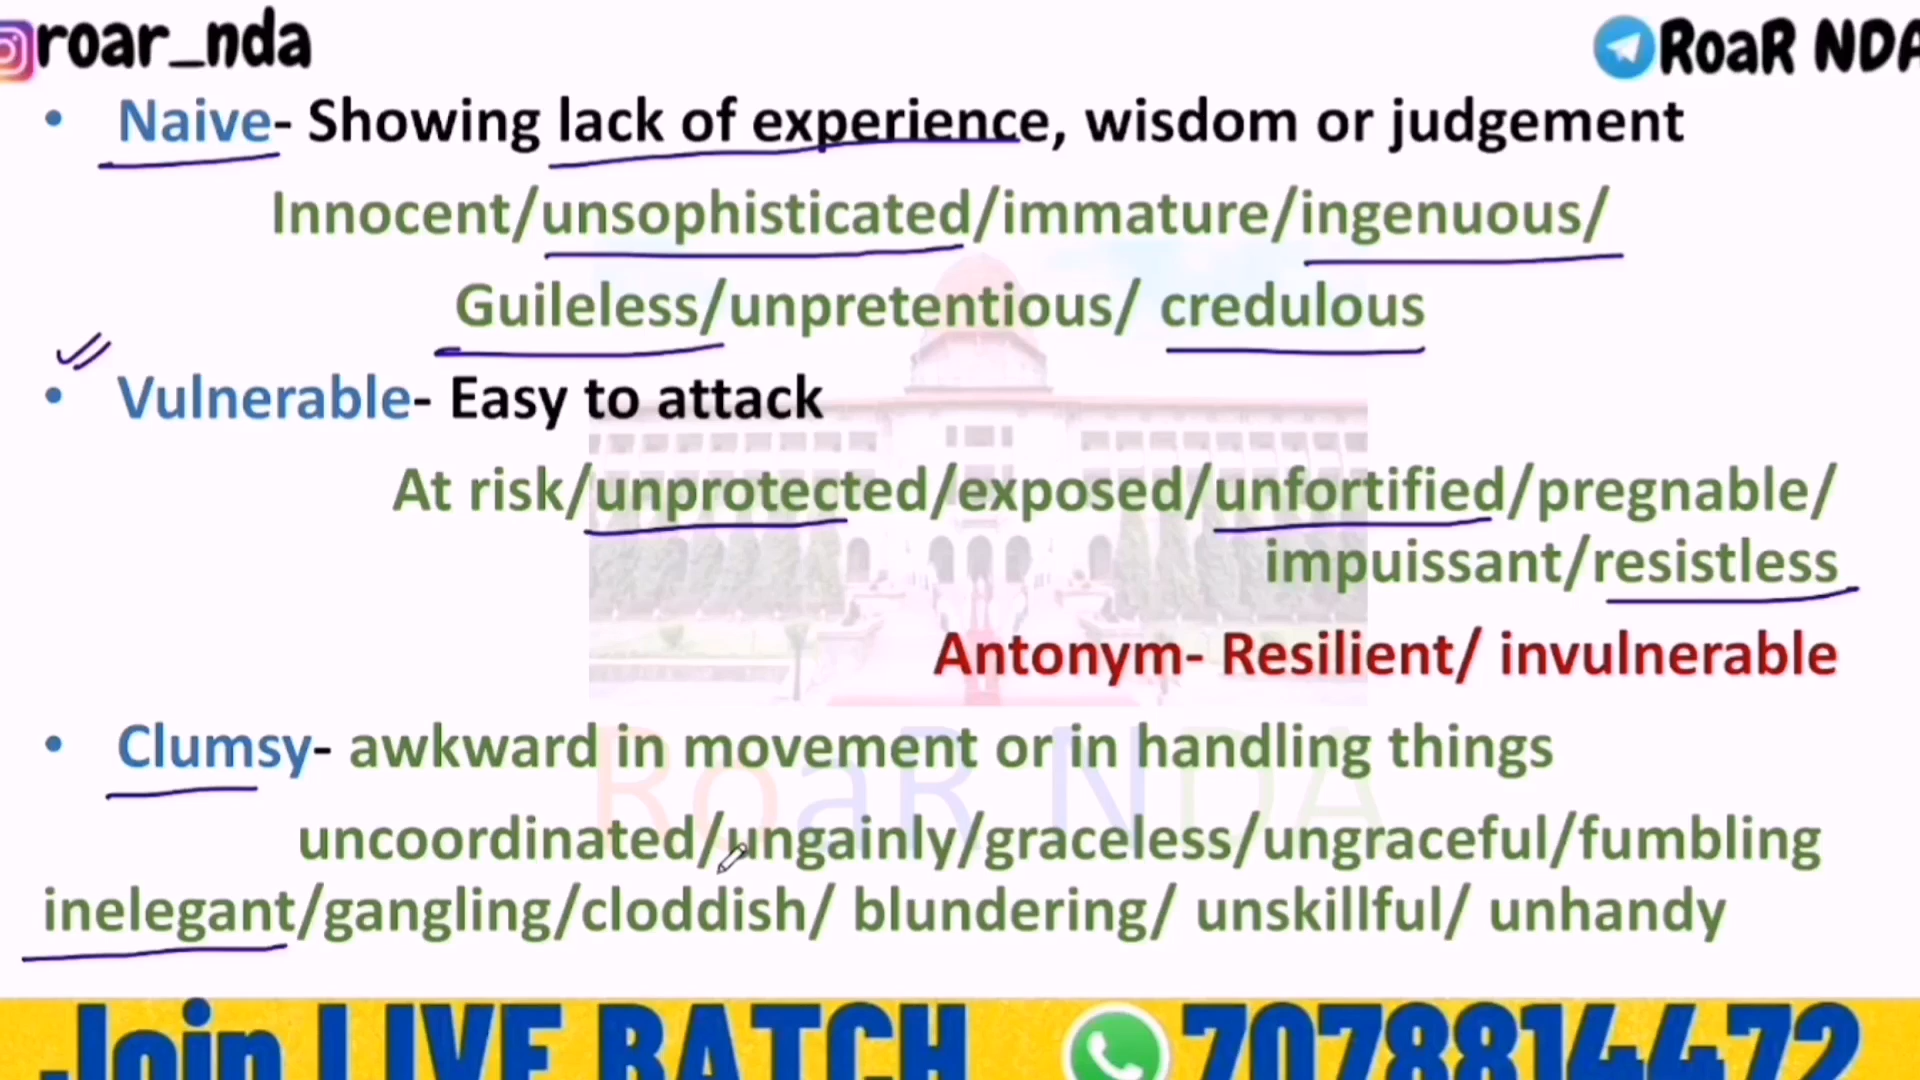 roar_nda
RoaR NDA
• Naive- Showing lack of experience, wisdom or judgement
Innocent/unsophisticated/immature/ingenuous/
Guileless/unpretentious/ credulous
• Vulnerable- Easy to attack
At risk/unprotected/exposed/unfortified/pregnable/
impuissant/resistless
Antonym- Resilient/ invulnerable
• Clumsy- awkward in movement or in handling things
RoaR NDA
uncoordinated/ungainly/graceless/ungraceful/fumbling
inelegant/gangling/cloddish/ blundering/ unskillful/ unhandy
Join LIVE BATCH 7078814472